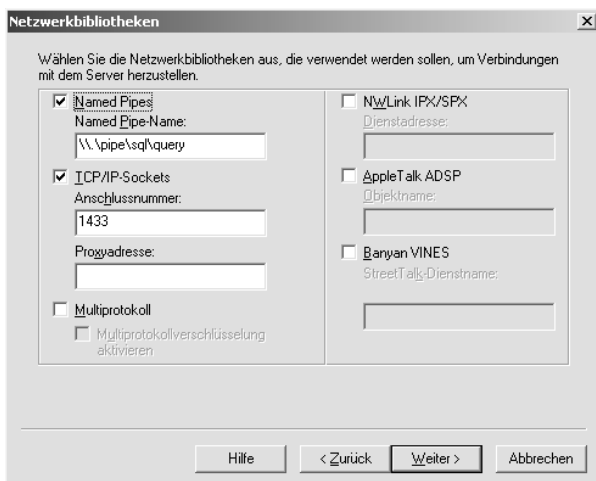 Netzwerkbibliotheken
Wählen Sie die Netzwerkbibliotheken aus, die verwendet werden sollen, um Verbindungen
mit dem Server herzustellen.
Named Pipes
Named Pipe-Name:
\\.\pipe\sql\query
TCP/IP-Sockets
Anschlussnummer:
1433
Proxyadresse:
Multiprotokoll
Multiprotokollverschlüsselung
aktivieren
NWLink IPX/SPX
Dienstadresse:
AppleTalk ADSP
Objektname:
Banyan VINES
StreetTalk-Dienstname:
Hilfe
< Zurück
Weiter >
Abbrechen